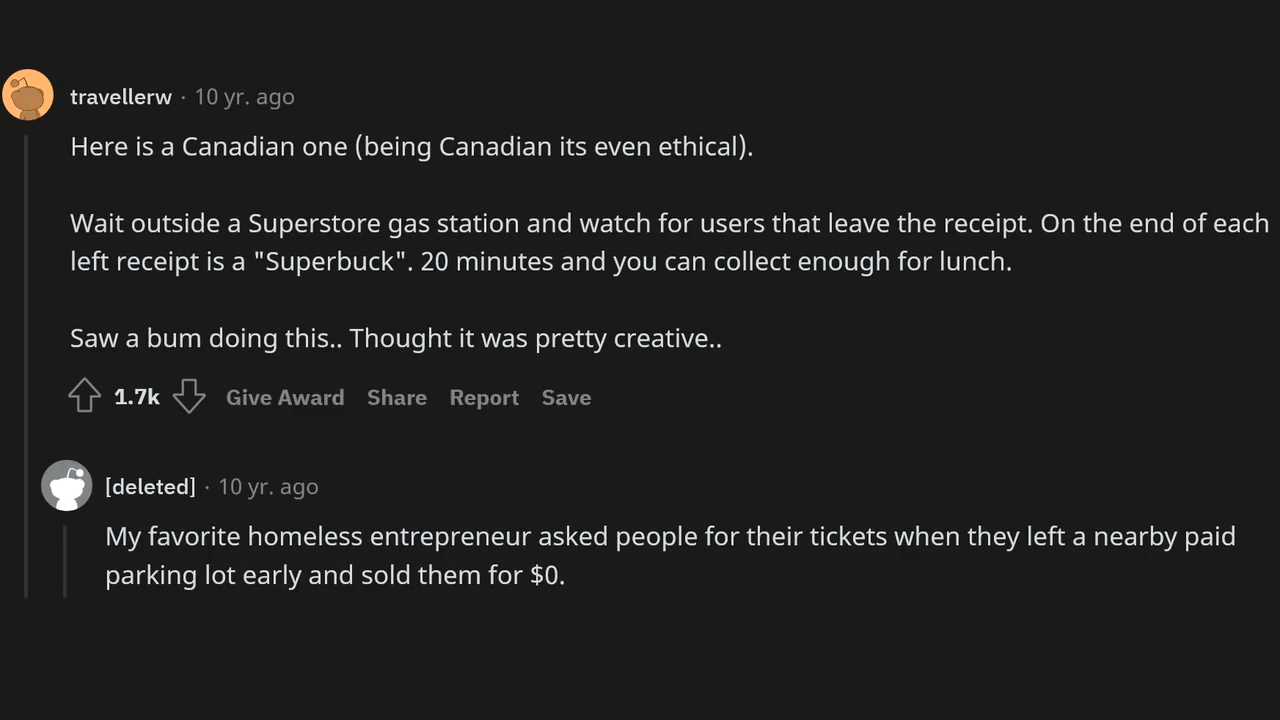 travellerw · 10 yr. ago
Here is a Canadian one (being Canadian its even ethical).
Wait outside a Superstore gas station and watch for users that leave the receipt. On the end of each
left receipt is a "Superbuck". 20 minutes and you can collect enough for lunch.
Saw a bum doing this.. Thought it was pretty creative..
1.7k Give Award Share Report Save
[deleted] · 10 yr. ago
My favorite homeless entrepreneur asked people for their tickets when they left a nearby paid
parking lot early and sold them for $0.